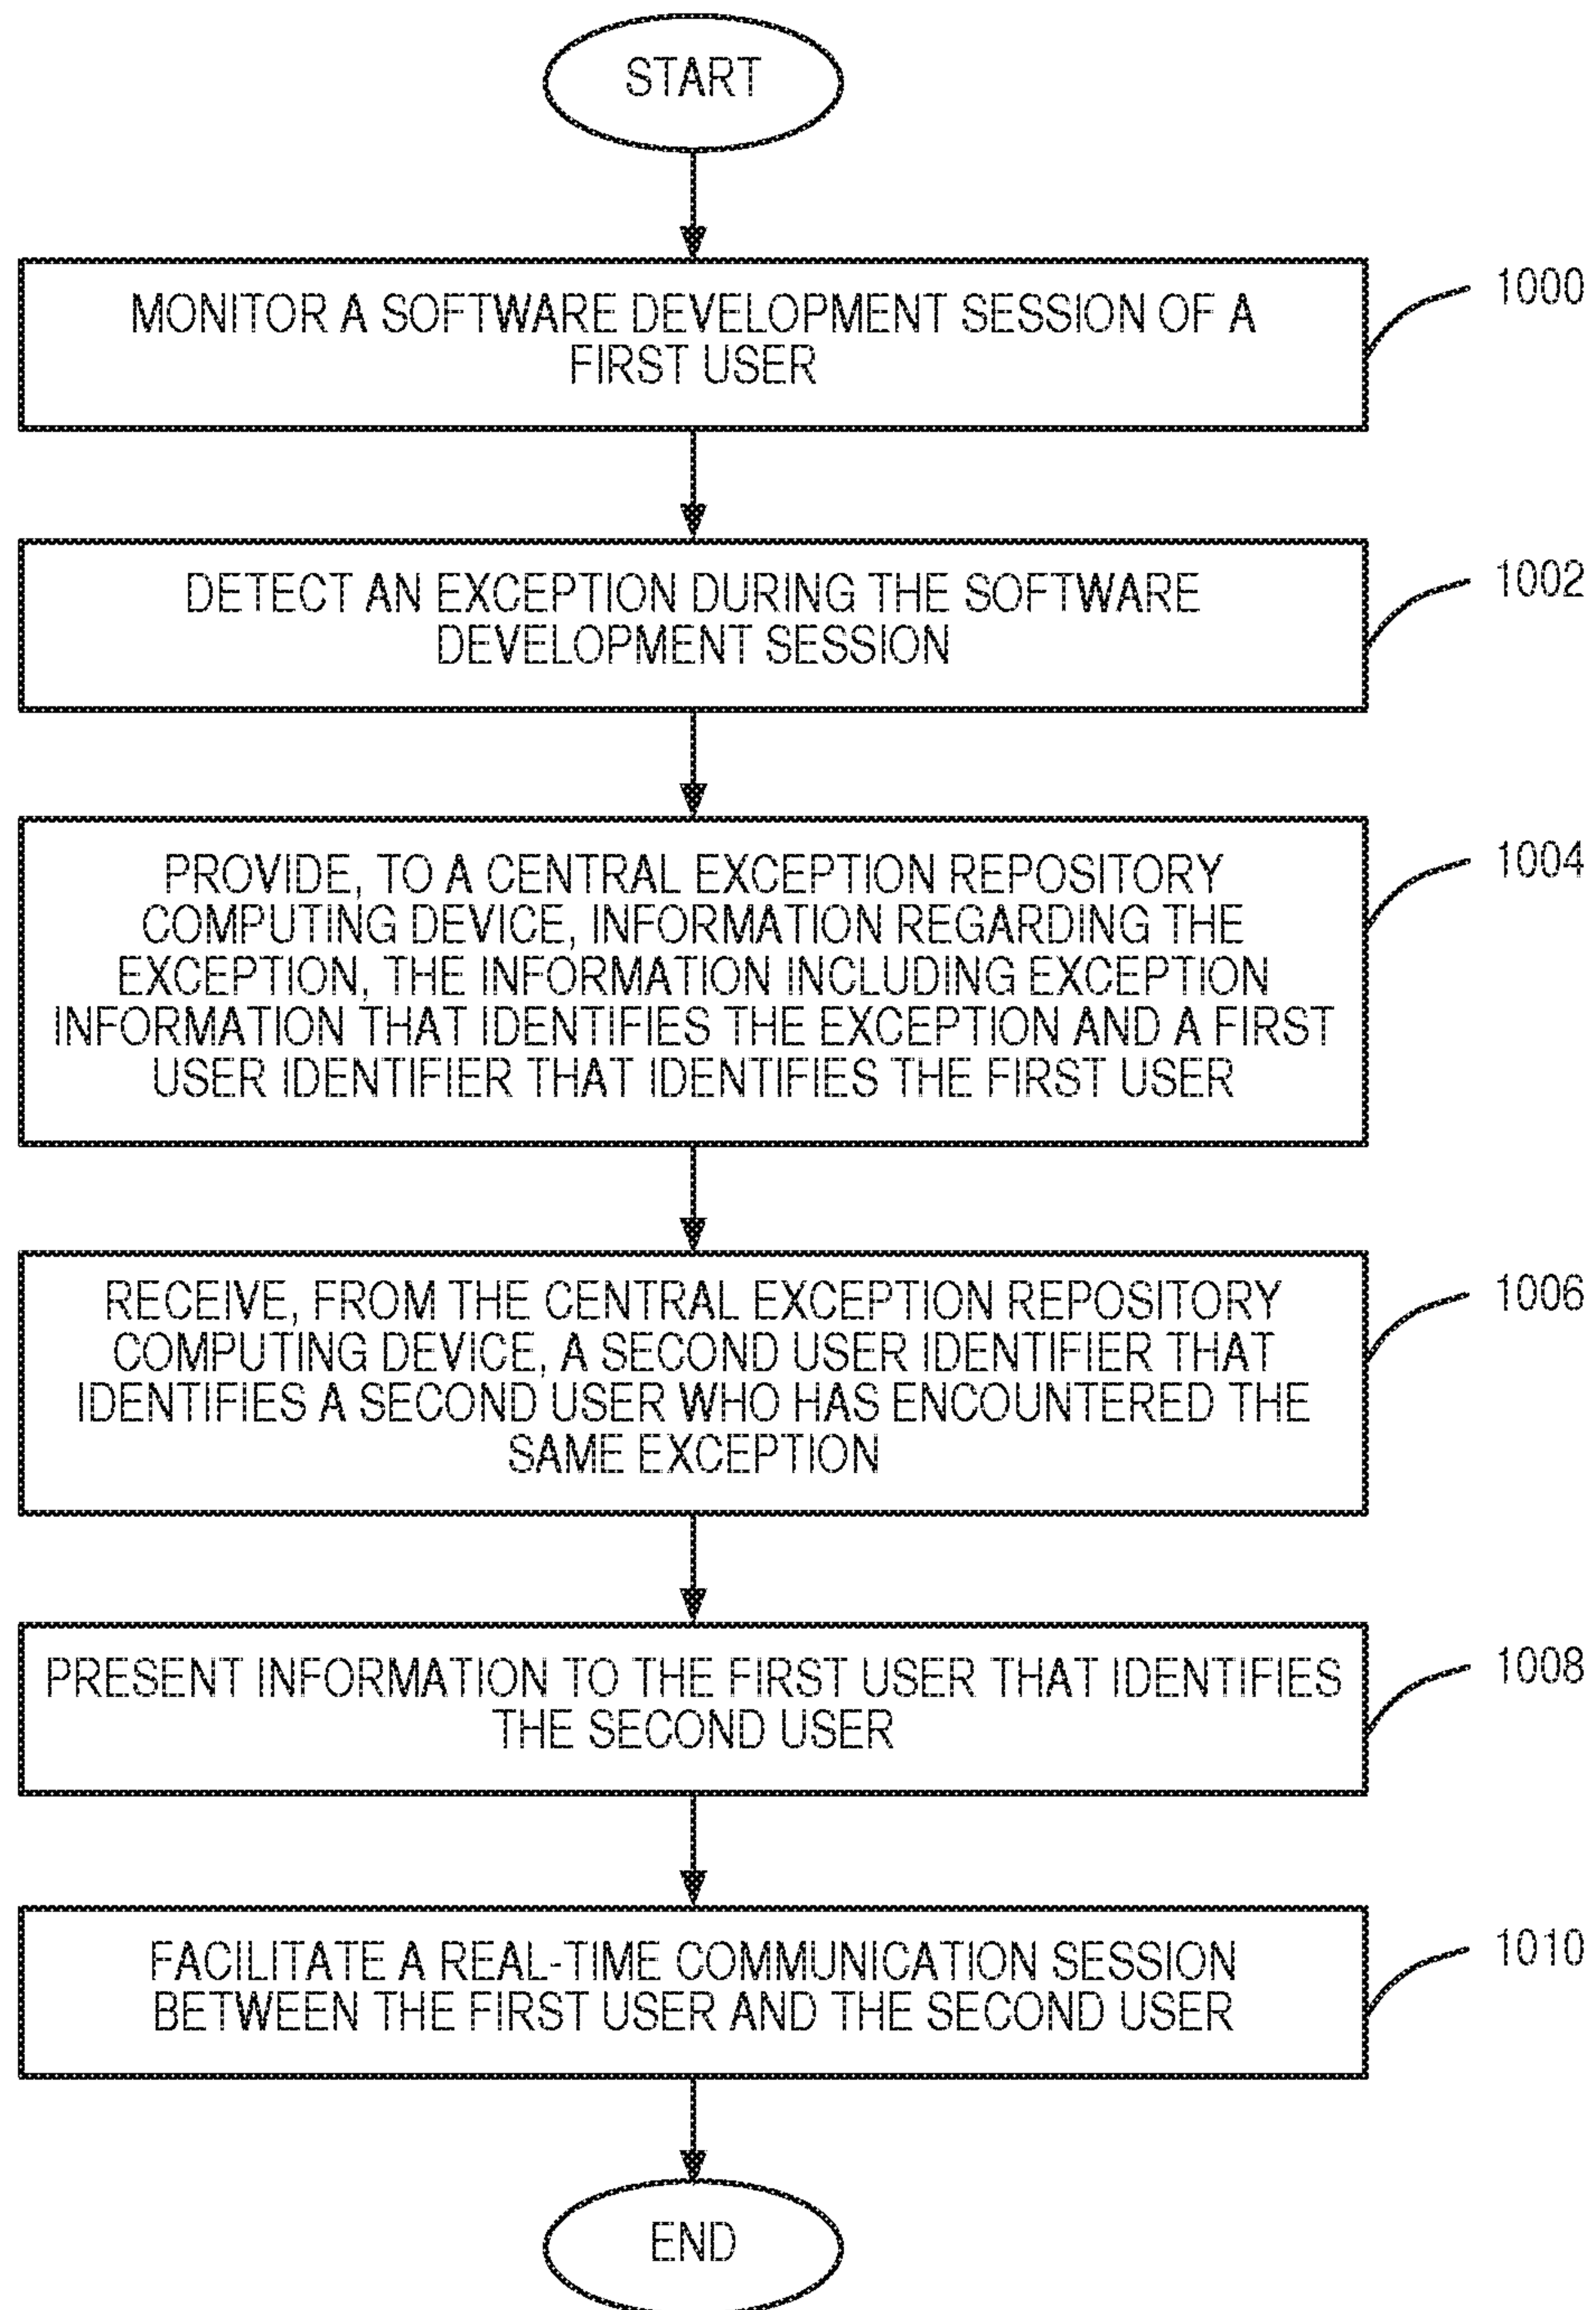 START
MONITOR A SOFTWARE DEVELOPMENT SESSION OF A
FIRST USER
1000
DETECT AN EXCEPTION DURING THE SOFTWARE
DEVELOPMENT SESSION
1002
PROVIDE, TO A CENTRAL EXCEPTION REPOSITORY
COMPUTING DEVICE, INFORMATION REGARDING THE
EXCEPTION, THE INFORMATION INCLUDING EXCEPTION
INFORMATION THAT IDENTIFIES THE EXCEPTION AND A FIRST
USER IDENTIFIER THAT IDENTIFIES THE FIRST USER
1004
RECEIVE, FROM THE CENTRAL EXCEPTION REPOSITORY
COMPUTING DEVICE, A SECOND USER IDENTIFIER THAT
IDENTIFIES A SECOND USER WHO HAS ENCOUNTERED THE
SAME EXCEPTION
1006
PRESENT INFORMATION TO THE FIRST USER THAT IDENTIFIES
THE SECOND USER
1008
FACILITATE A REAL-TIME COMMUNICATION SESSION
BETWEEN THE FIRST USER AND THE SECOND USER
1010
END